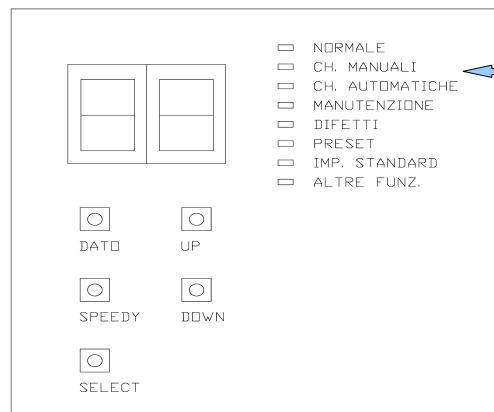 NORMALE
CH. MANUALI
CH. AUTOMATICHE
MANUTENZIONE
DIFETTI
PRESET
IMP. STANDARD
ALTRE FUNZ.
DATO UP
SPEEDY DOWN
SELECT